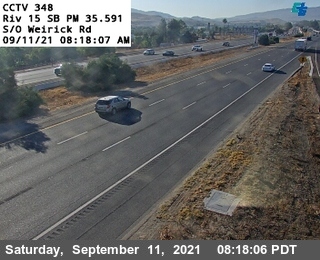 CCTV 348
Riv 15 SB PM 35.591
S/O Weirick Rd
09/11/21 08:18:07 AM
Saturday, September 11, 2021 08:18:06 PDT